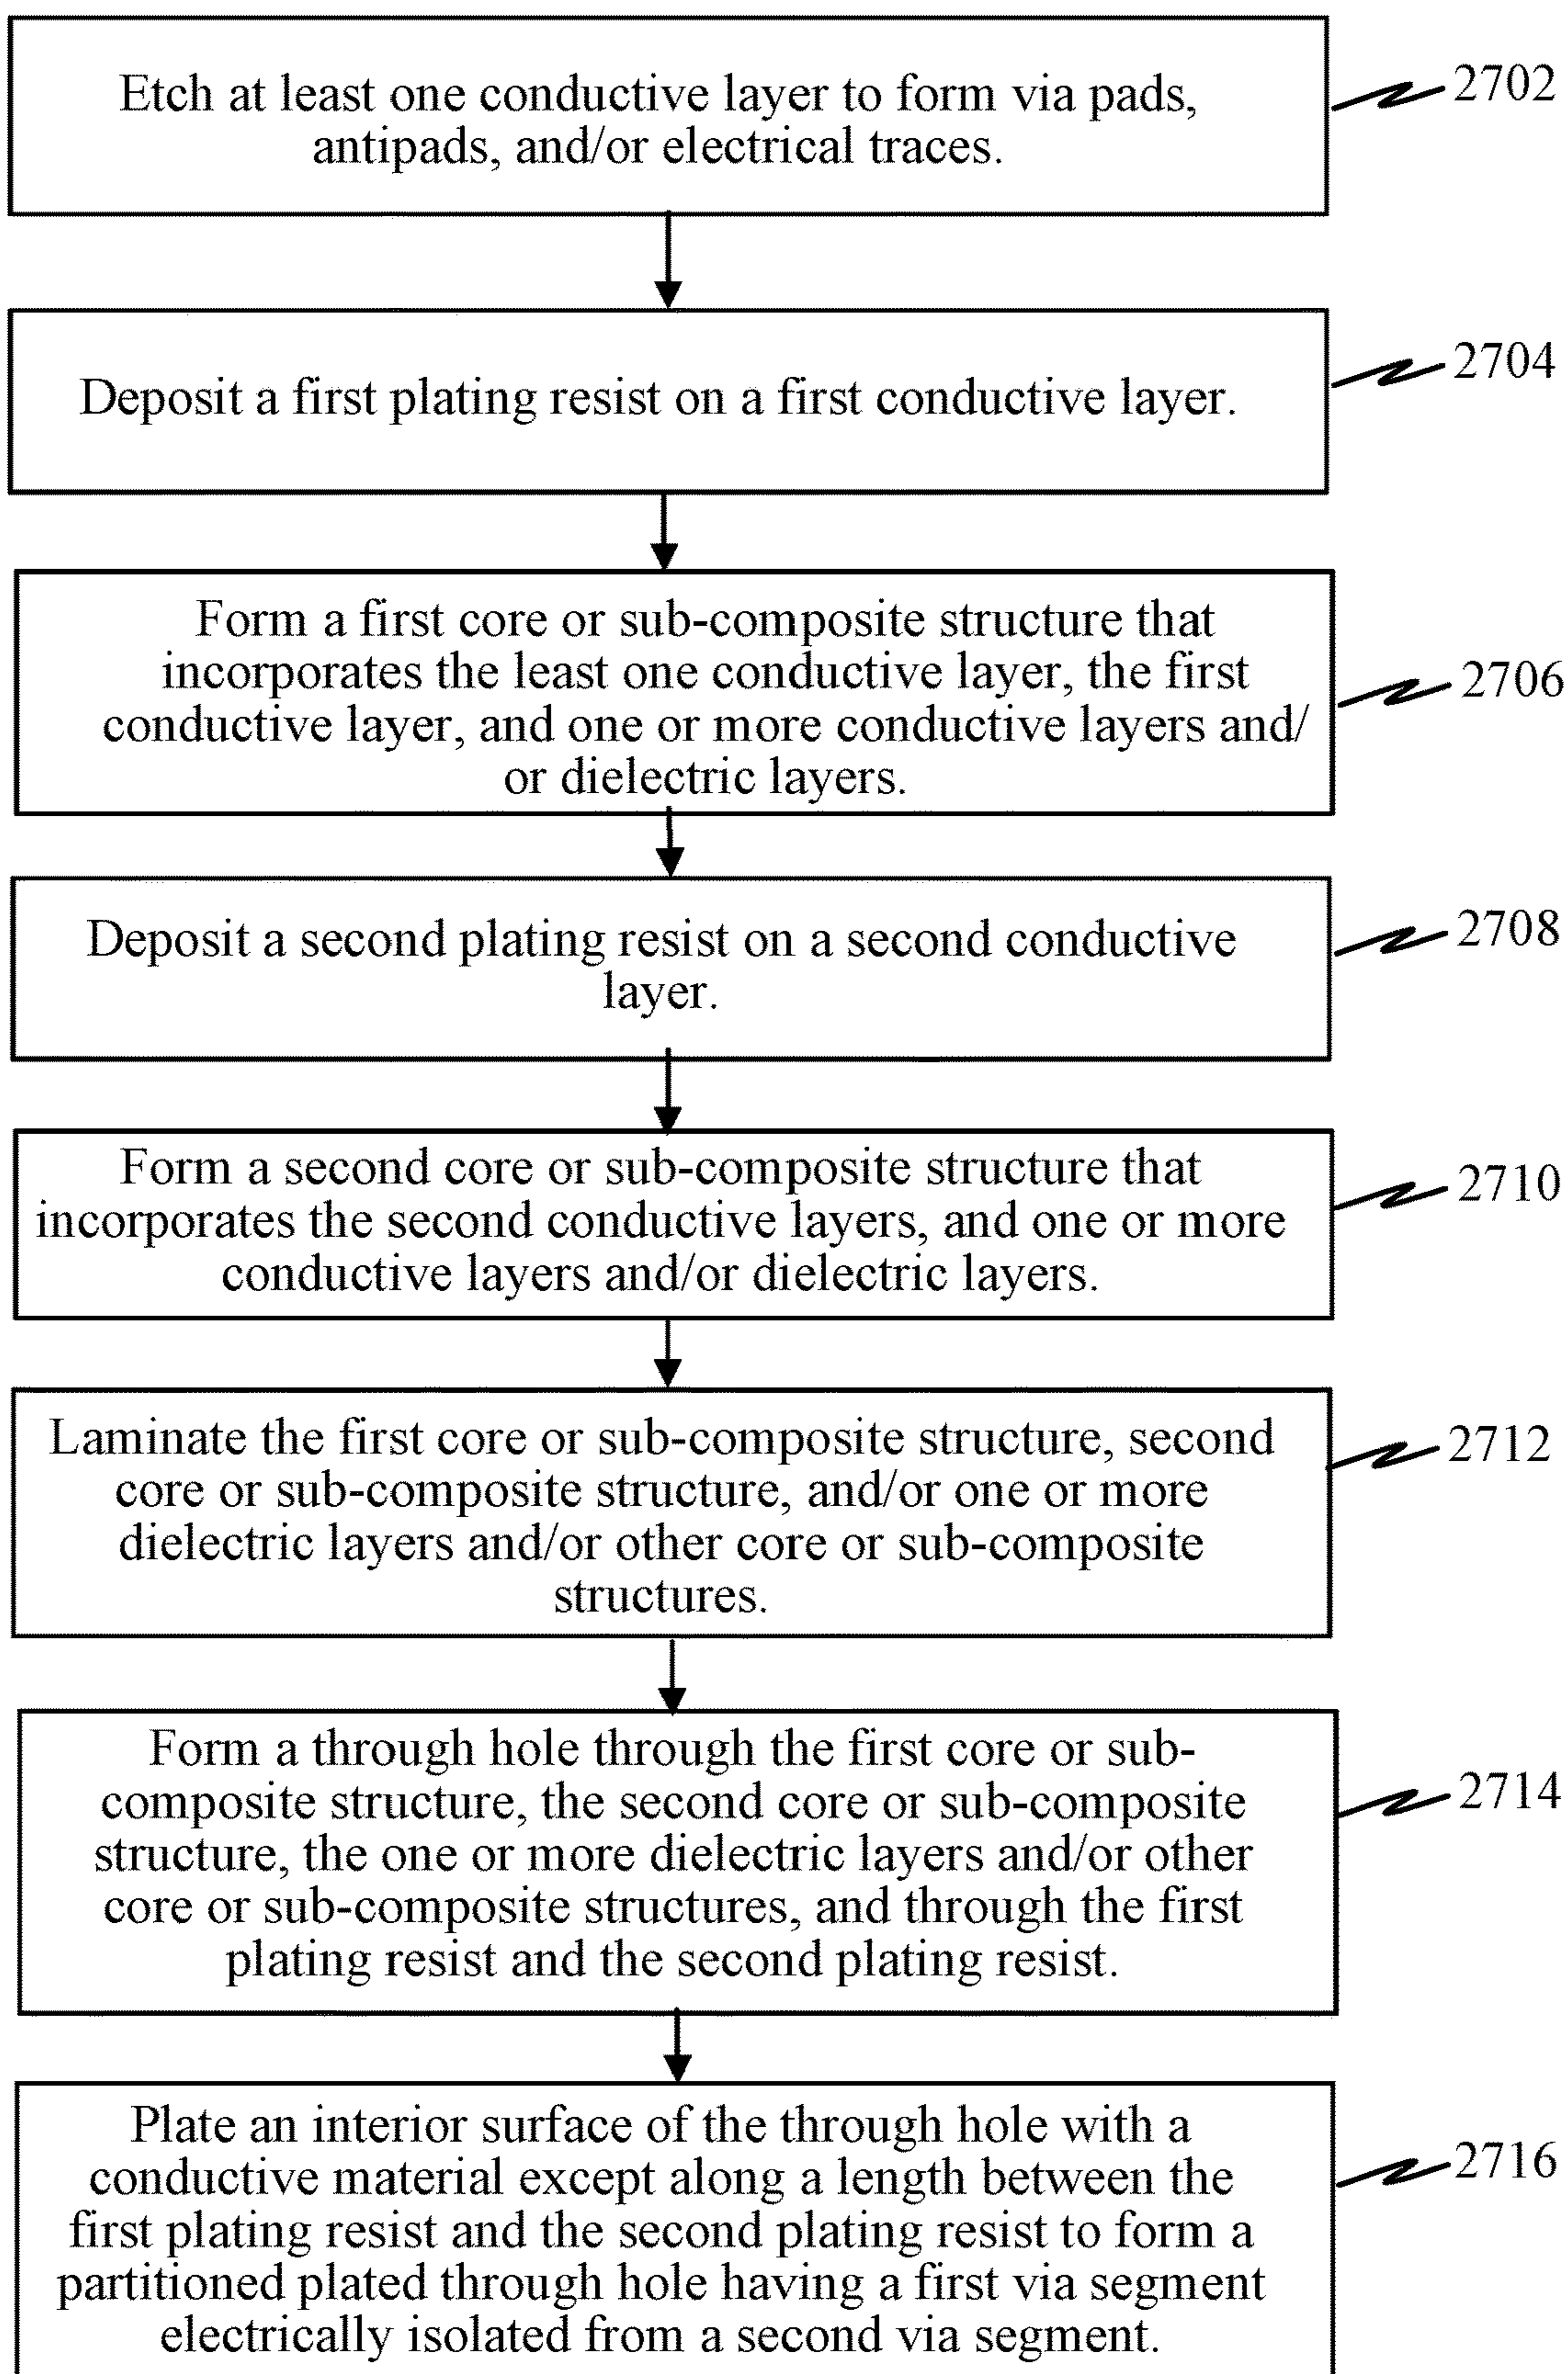 Etch at least one conductive layer to form via pads,
antipads, and/or electrical traces.
2702
Deposit a first plating resist on a first conductive layer.
2704
Form a first core or sub-composite structure that
incorporates the least one conductive layer, the first
conductive layer, and one or more conductive layers and/
or dielectric layers.
2706
Deposit a second plating resist on a second conductive
layer.
2708
Form a second core or sub-composite structure that
incorporates the second conductive layers, and one or more
conductive layers and/or dielectric layers.
2710
Laminate the first core or sub-composite structure, second
core or sub-composite structure, and/or one or more
dielectric layers and/or other core or sub-composite
structures.
2712
Form a through hole through the first core or sub-
composite structure, the second core or sub-composite
structure, the one or more dielectric layers and/or other
core or sub-composite structures, and through the first
plating resist and the second plating resist.
2714
Plate an interior surface of the through hole with a
conductive material except along a length between the
first plating resist and the second plating resist to form a
partitioned plated through hole having a first via segment
electrically isolated from a second via segment.
2716